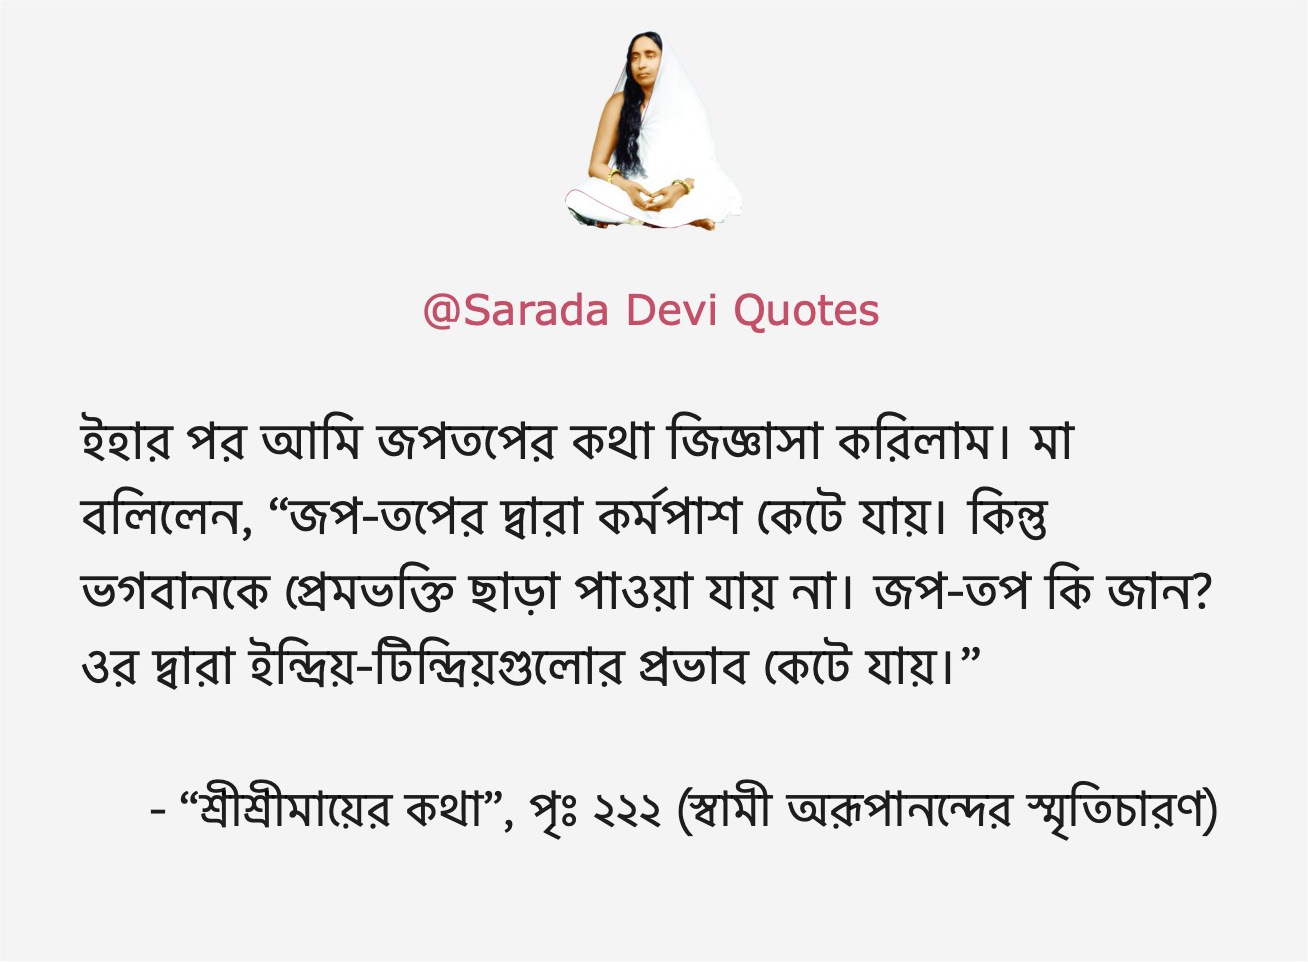 @Sarada Devi Quotes
ইহার পর আমি জপতপের কথা জিজ্ঞাসা করিলাম। মা
বলিলেন, “জপ-তপের দ্বারা কর্মপাশ কেটে যায়। কিন্তু
ভগবানকে প্রেমভক্তি ছাড়া পাওয়া যায় না। জপ-তপ কি জান?
ওর দ্বারা ইন্দ্রিয়-টিন্দ্রিয়গুলোর প্রভাব কেটে যায়।”
- “শ্রীশ্রীমায়ের কথা”, পৃঃ ২২২ (স্বামী অরূপানন্দের স্মৃতিচারণ)